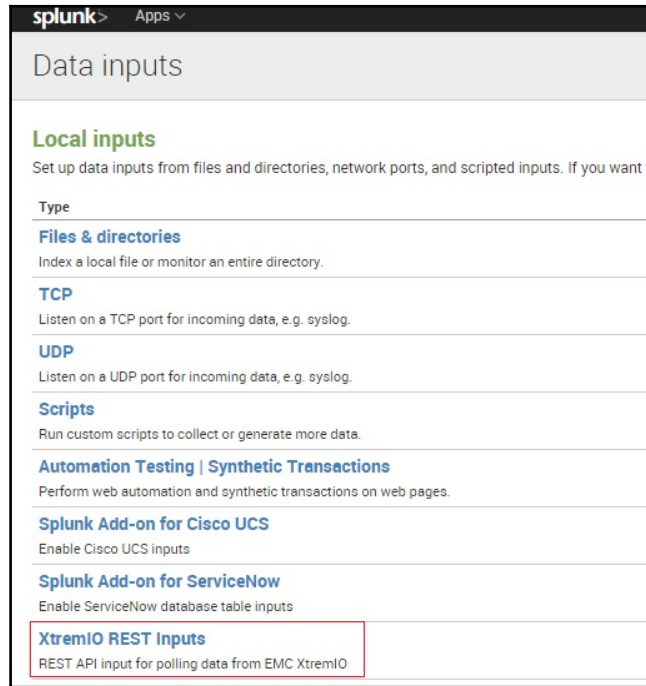 splunk> Apps
Data inputs
Local inputs
Set up data inputs from files and directories, network ports, and scripted inputs. If you want
Type
Files & directories
Index a local file or monitor an entire directory.
TCP
Listen on a TCP port for incoming data, e.g. syslog.
UDP
Listen on a UDP port for incoming data, e.g. syslog.
Scripts
Run custom scripts to collect or generate more data.
Automation Testing | Synthetic Transactions
Perform web automation and synthetic transactions on web pages.
Splunk Add-on for Cisco UCS
Enable Cisco UCS inputs
Splunk Add-on for ServiceNow
Enable ServiceNow database table inputs
XtremIO REST Inputs
REST API input for polling data from EMC XtremIO